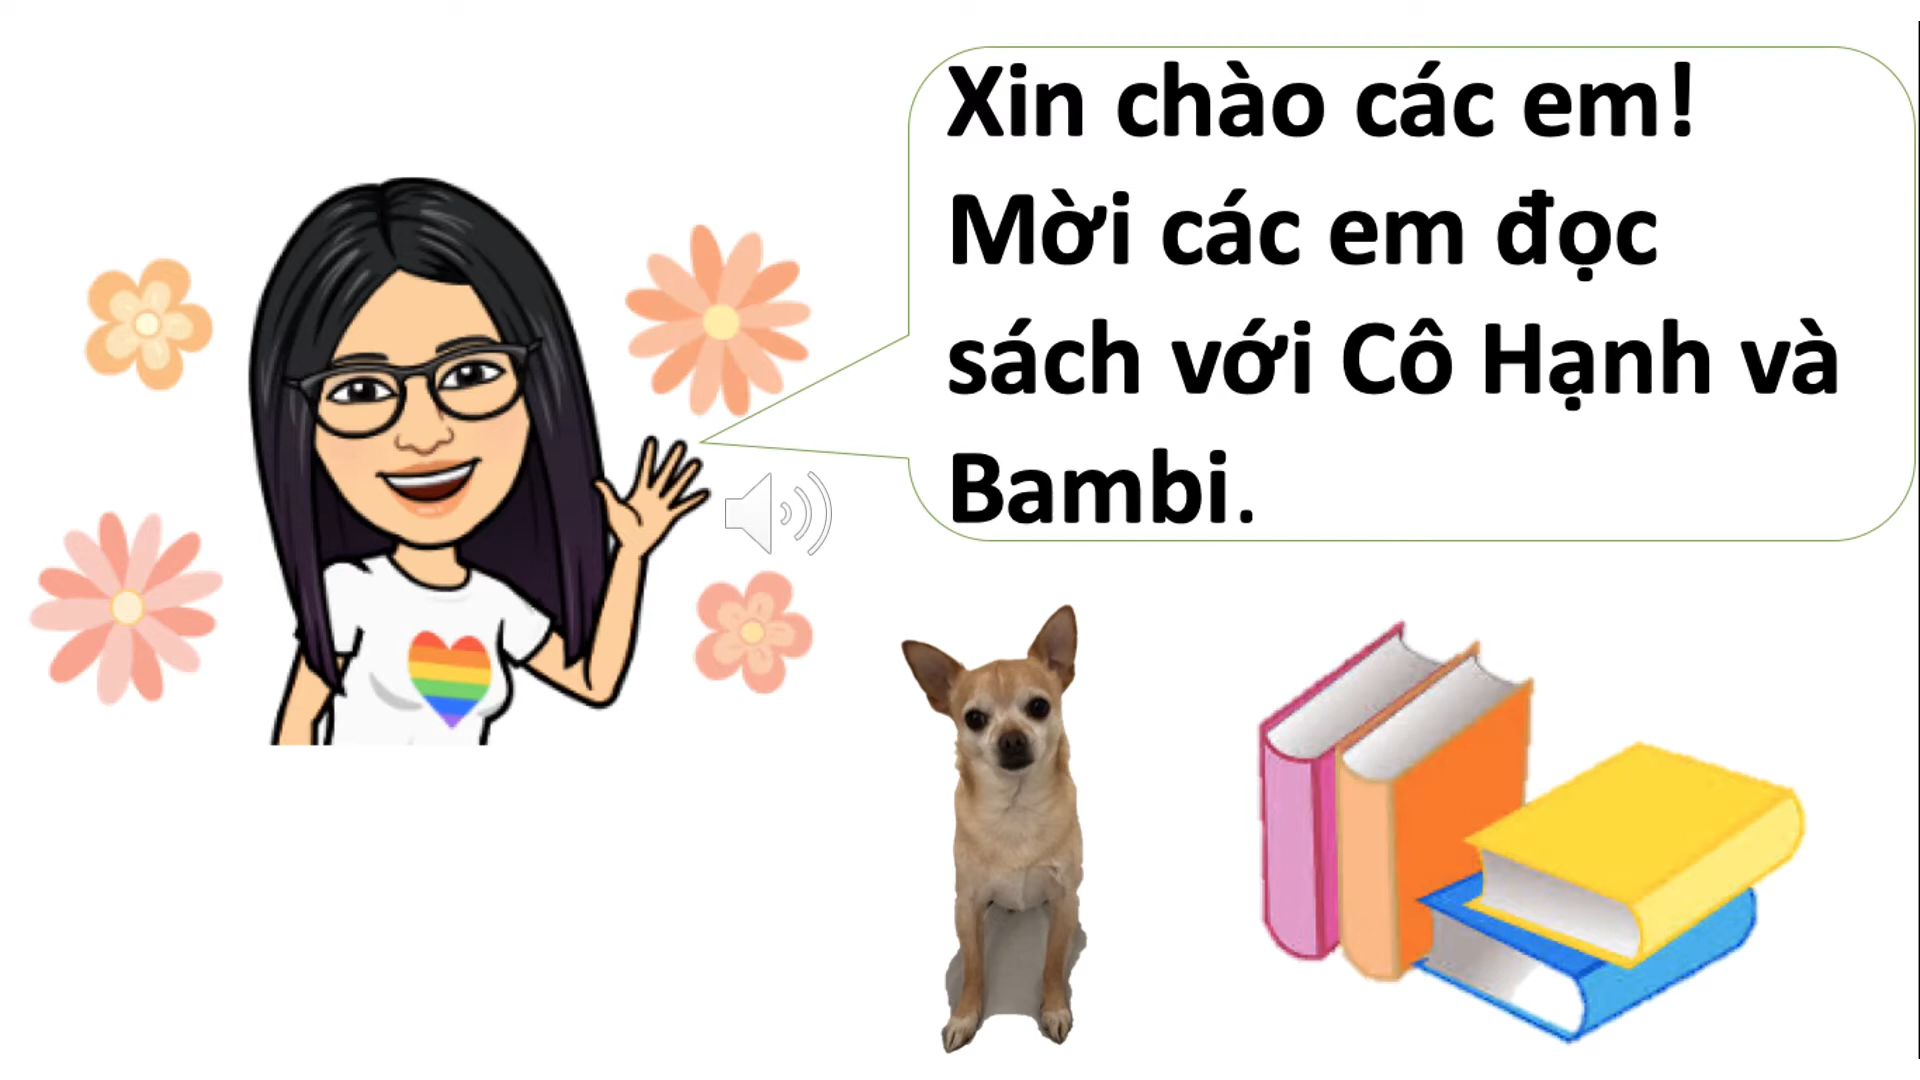 Xin chào các em!
Mời các em đọc
sách với Cô Hạnh và
Bambi.